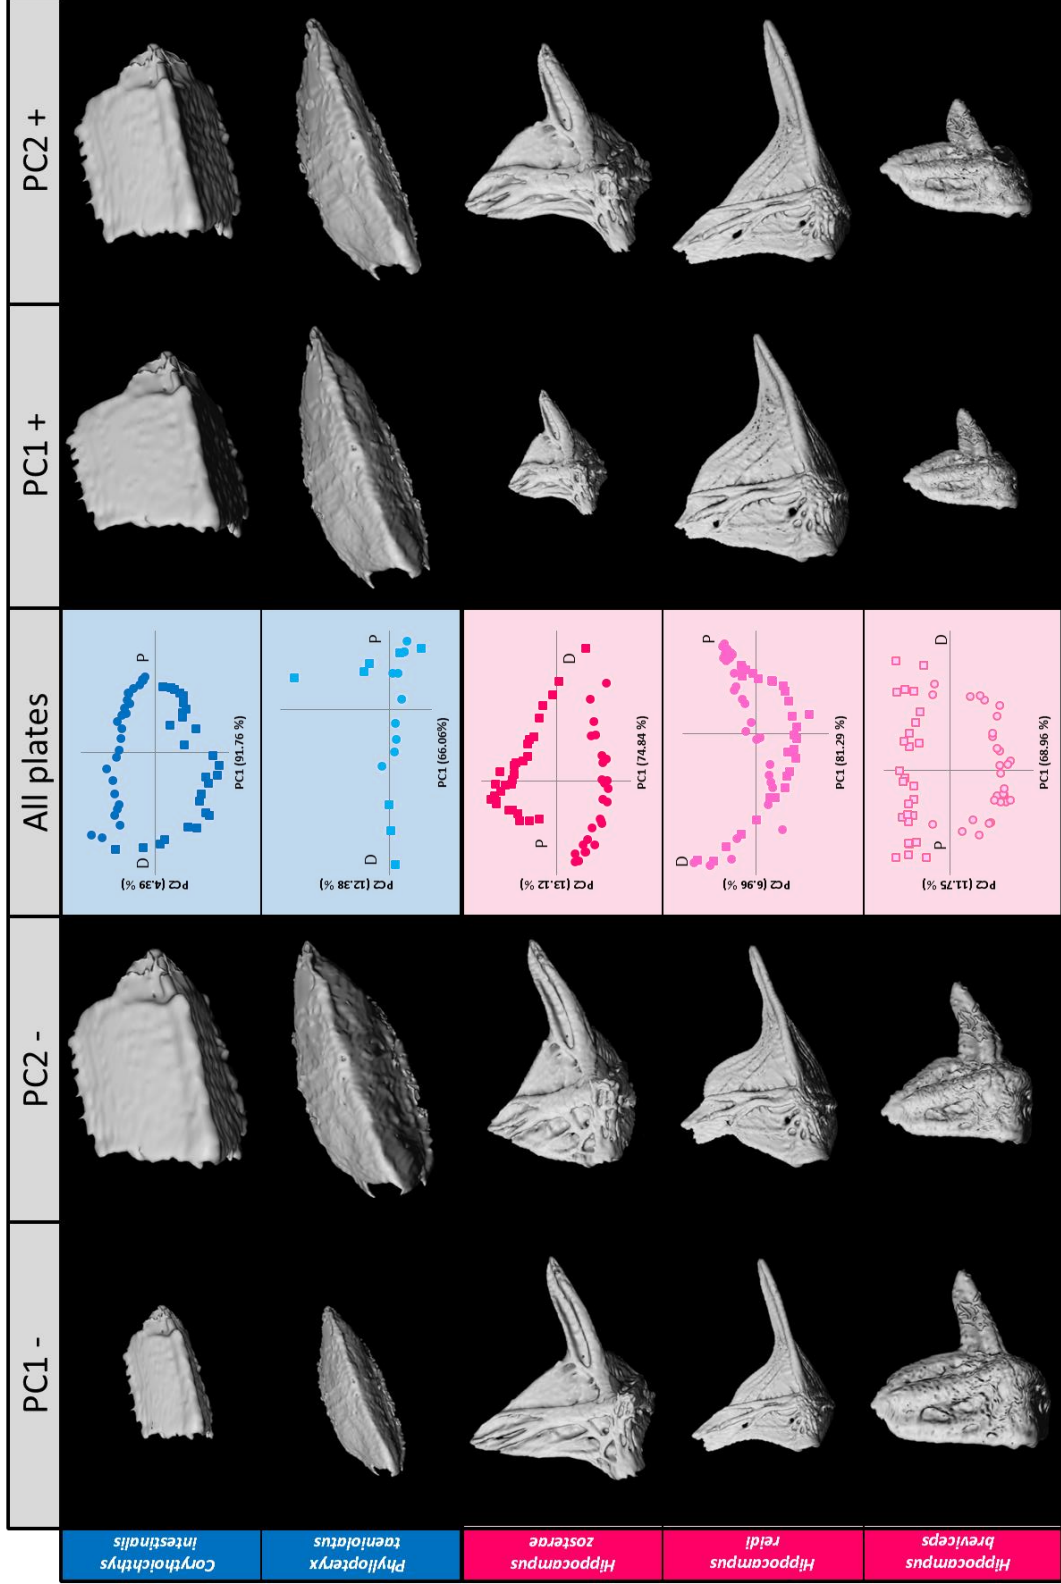 PC1 -
PC2 -
All plates
PC1 +
PC2 +
Corythoichthys
intestinalis
D
P
PC1 (91.76 %)
PC2 (4.39 %)
Phyllopteryx
taeniolatus
D
P
PC1 (66.06%)
PC2 (12.38 %)
Hippocampus
zosterae
P
D
PC1 (74.84 %)
PC2 (13.12 %)
Hippocampus
reidi
D
P
PC1 (81.29 %)
PC2 (6.96 %)
Hippocampus
breviceps
P
D
PC1 (68.96 %)
PC2 (11.75 %)